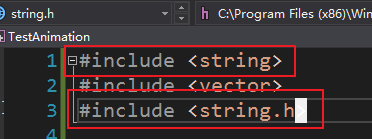 string.h
C:\Program Files (x86)\Win
TestAnimation
1 #include <string>
2 #include <vector>
3 #include <string.h>